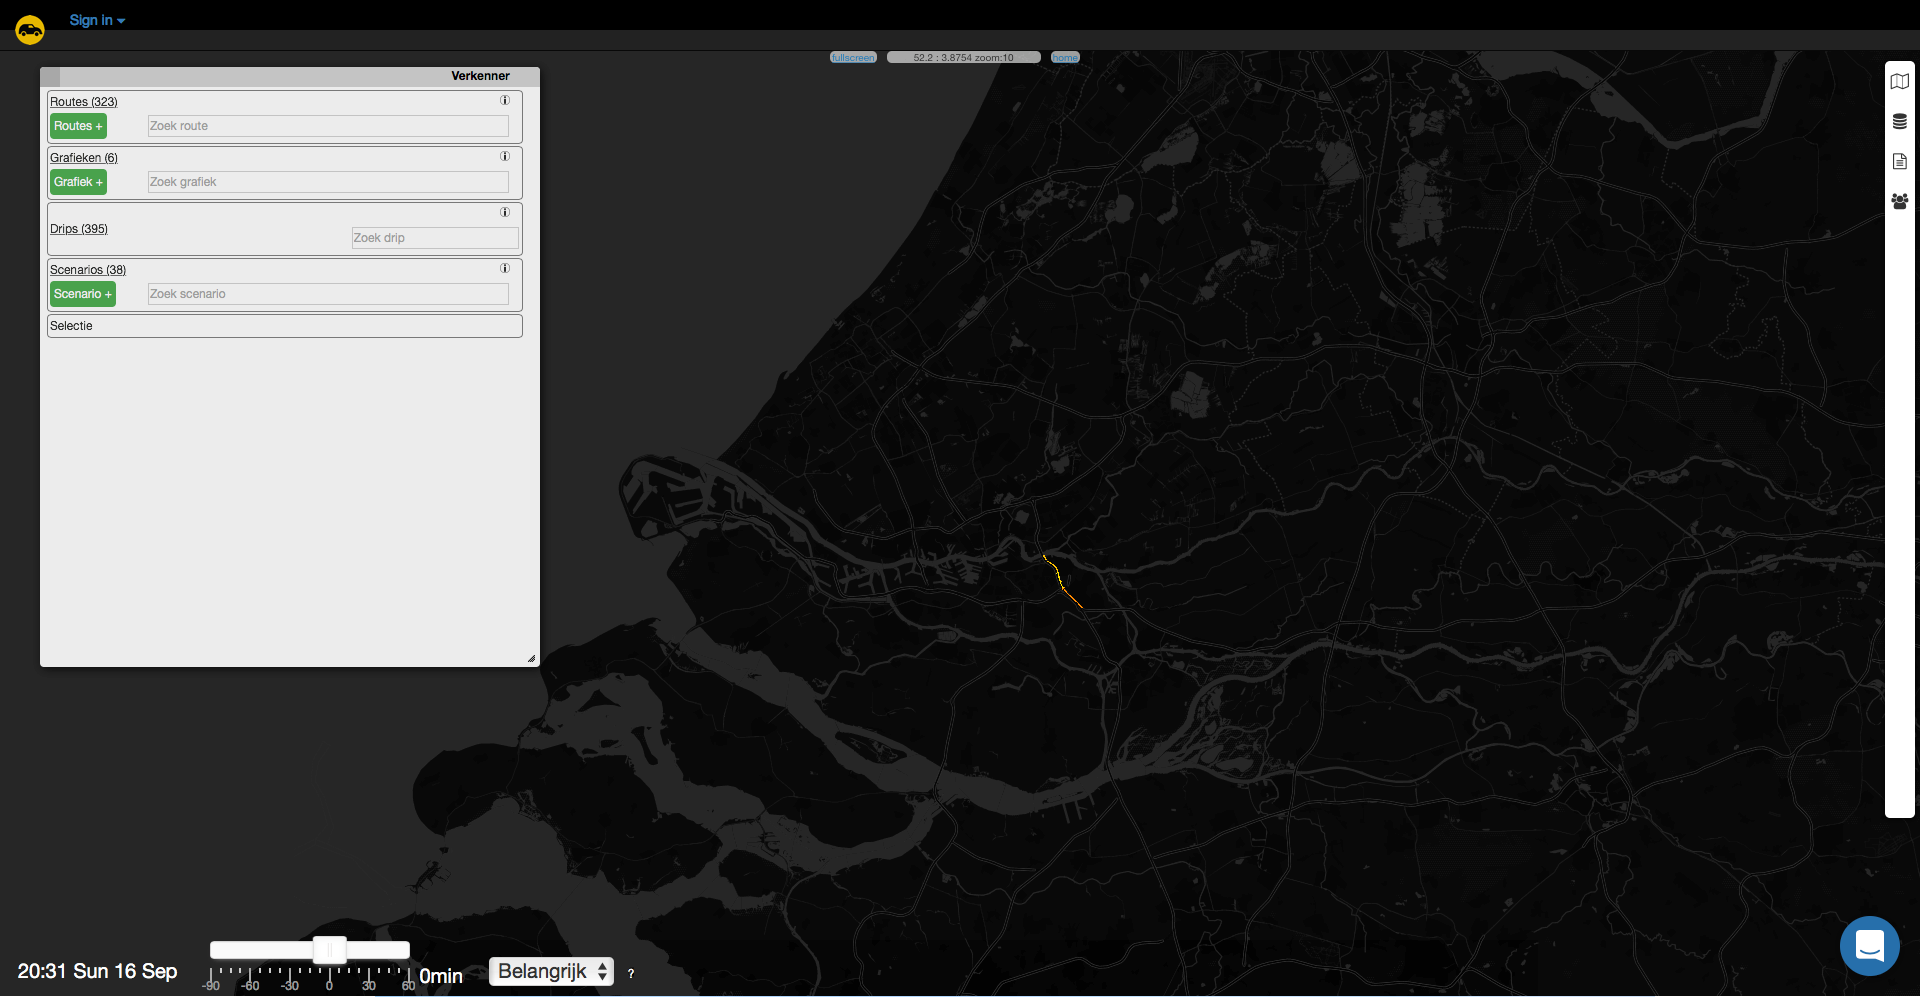 Sign in
fullscreen
52.2 : 3.8754 zoom:10
home
Verkenner
Routes (323)
Routes +
Zoek route
Grafieken (6)
Grafiek +
Zoek grafiek
Drips (395)
Zoek drip
Scenarios (38)
Scenario +
Zoek scenario
Selectie
20:31 Sun 16 Sep
-90 -60 -30 0 30 60
0min
Belangrijk
?